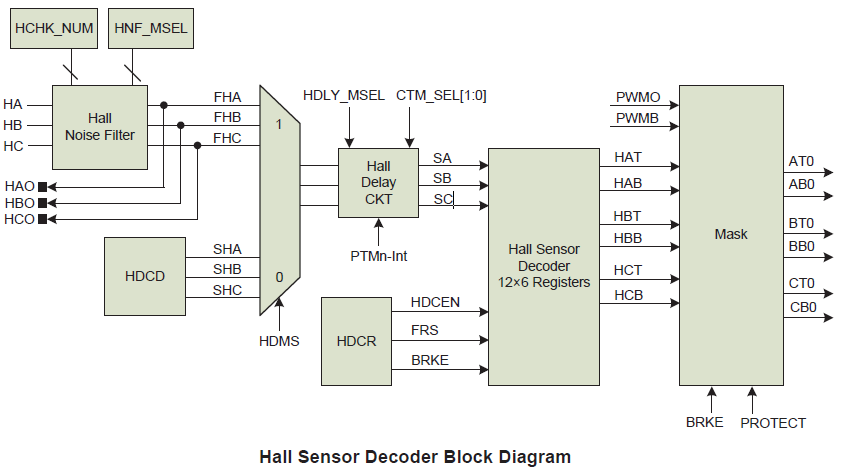 HCHK_NUM
HNF_MSEL
HA
HB
HC
Hall
Noise Filter
FHA
FHB
FHC
HAO
HBO
HCO
HDCD
SHA
SHB
SHC
1
0
HDMS
HDLY_MSEL
CTM_SEL[1:0]
Hall
Delay
CKT
PTMn-Int
SA
SB
SC
HDCR
HDCEN
FRS
BRKE
Hall Sensor
Decoder
12×6 Registers
PWMO
PWMB
HAT
HAB
HBT
HBB
HCT
HCB
Mask
AT0
AB0
BT0
BB0
CT0
CB0
BRKE
PROTECT
Hall Sensor Decoder Block Diagram